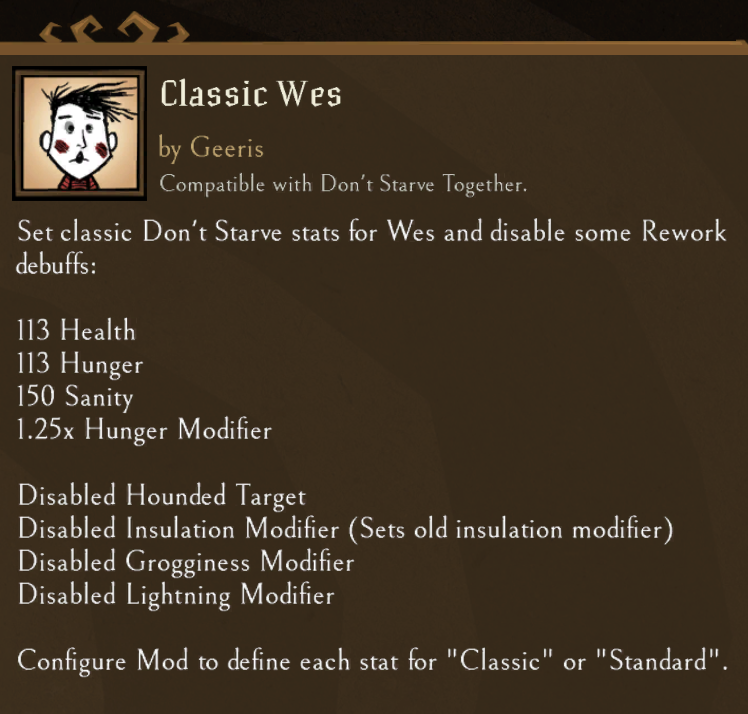 Classic Wes
by Geeris
Compatible with Don't Starve Together.
Set classic Don't Starve stats for Wes and disable some Rework
debuffs:
113 Health
113 Hunger
150 Sanity
1.25x Hunger Modifier
Disabled Hounded Target
Disabled Insulation Modifier (Sets old insulation modifier)
Disabled Grogginess Modifier
Disabled Lightning Modifier
Configure Mod to define each stat for "Classic" or "Standard".